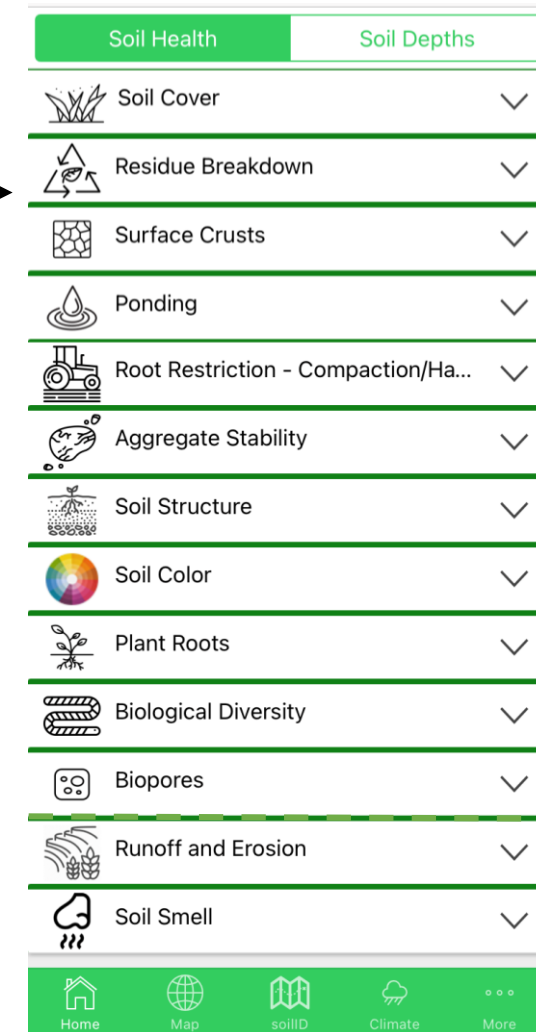 Soil Health
Soil Depths
Soil Cover
Residue Breakdown
Surface Crusts
Ponding
Root Restriction - Compaction/Ha...
Aggregate Stability
Soil Structure
Soil Color
Plant Roots
Biological Diversity
Biopores
Runoff and Erosion
Soil Smell
Home
Map
soilID
Climate
More